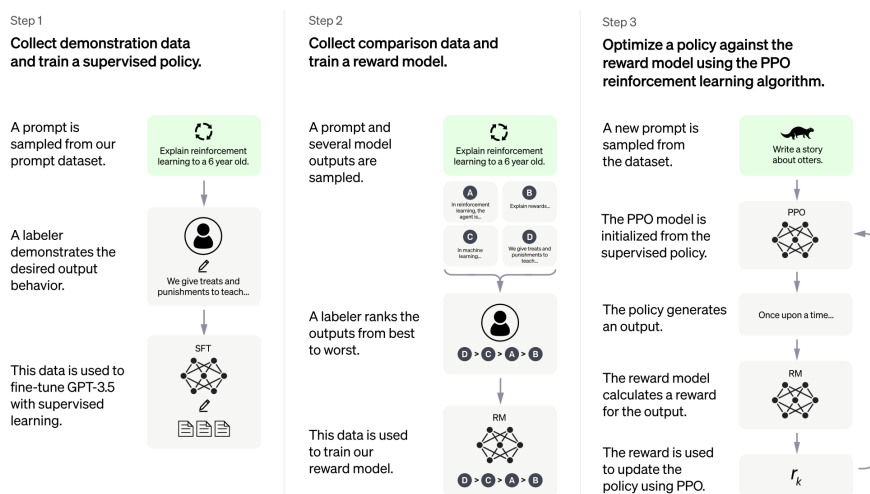 Step 1
Collect demonstration data
and train a supervised policy.
A prompt is
sampled from our
prompt dataset.
Explain reinforcement
learning to a 6 year old.
A labeler
demonstrates the
desired output
behavior.
We give treats and
punishments to teach...
This data is used to
fine-tune GPT-3.5
with supervised
learning.
SFT
Step 2
Collect comparison data and
train a reward model.
A prompt and
several model
outputs are
sampled.
Explain reinforcement
learning to a 6 year old.
A
In reinforcement
learning, the
agent is...
B
Explain rewards...
C
In machine
learning...
D
We give treats and
punishments to
teach...
A labeler ranks the
outputs from best
to worst.
D > C > A > B
This data is used
to train our
reward model.
RM
D > C > A > B
Step 3
Optimize a policy against the
reward model using the PPO
reinforcement learning algorithm.
A new prompt is
sampled from
the dataset.
Write a story
about otters.
The PPO model is
initialized from the
supervised policy.
PPO
The policy generates
an output.
Once upon a time...
The reward model
calculates a reward
for the output.
RM
The reward is used
to update the
policy using PPO.
rₖ